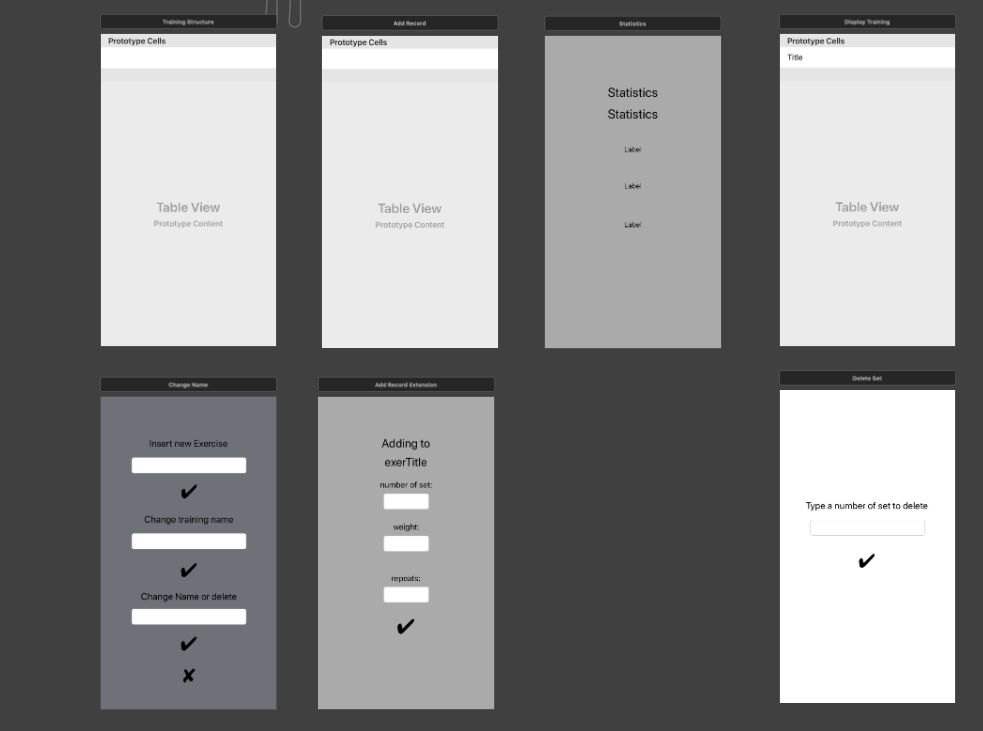 Training Structure
Prototype Cells
Table View
Prototype Content
Add Record
Prototype Cells
Table View
Prototype Content
Statistics
Statistics
Statistics
Label
Label
Label
Display Training
Prototype Cells
Title
Table View
Prototype Content
Change Name
Insert new Exercise
Change training name
Change Name or delete
Add Record Extension
Adding to
exerTitle
number of set:
weight:
repeats:
Delete Set
Type a number of set to delete